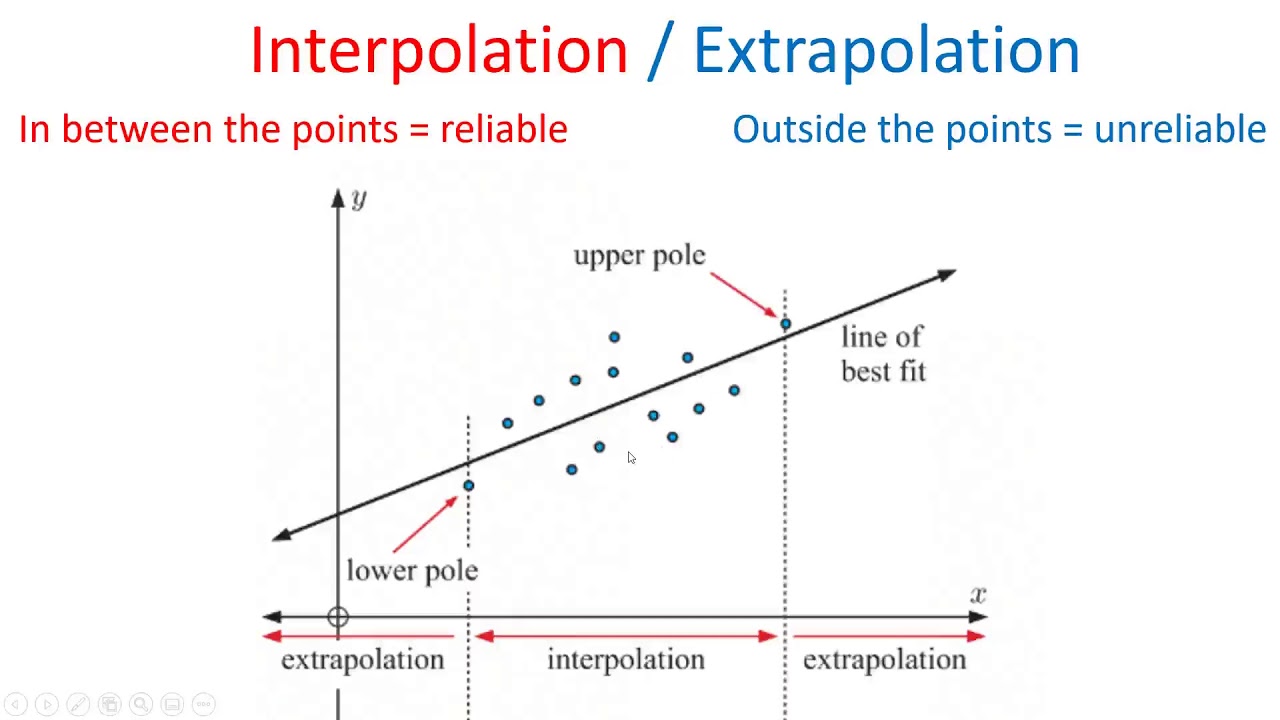 Interpolation / Extrapolation
In between the points = reliable
Outside the points = unreliable
y
upper pole
line of
best fit
lower pole
x
extrapolation
interpolation
extrapolation